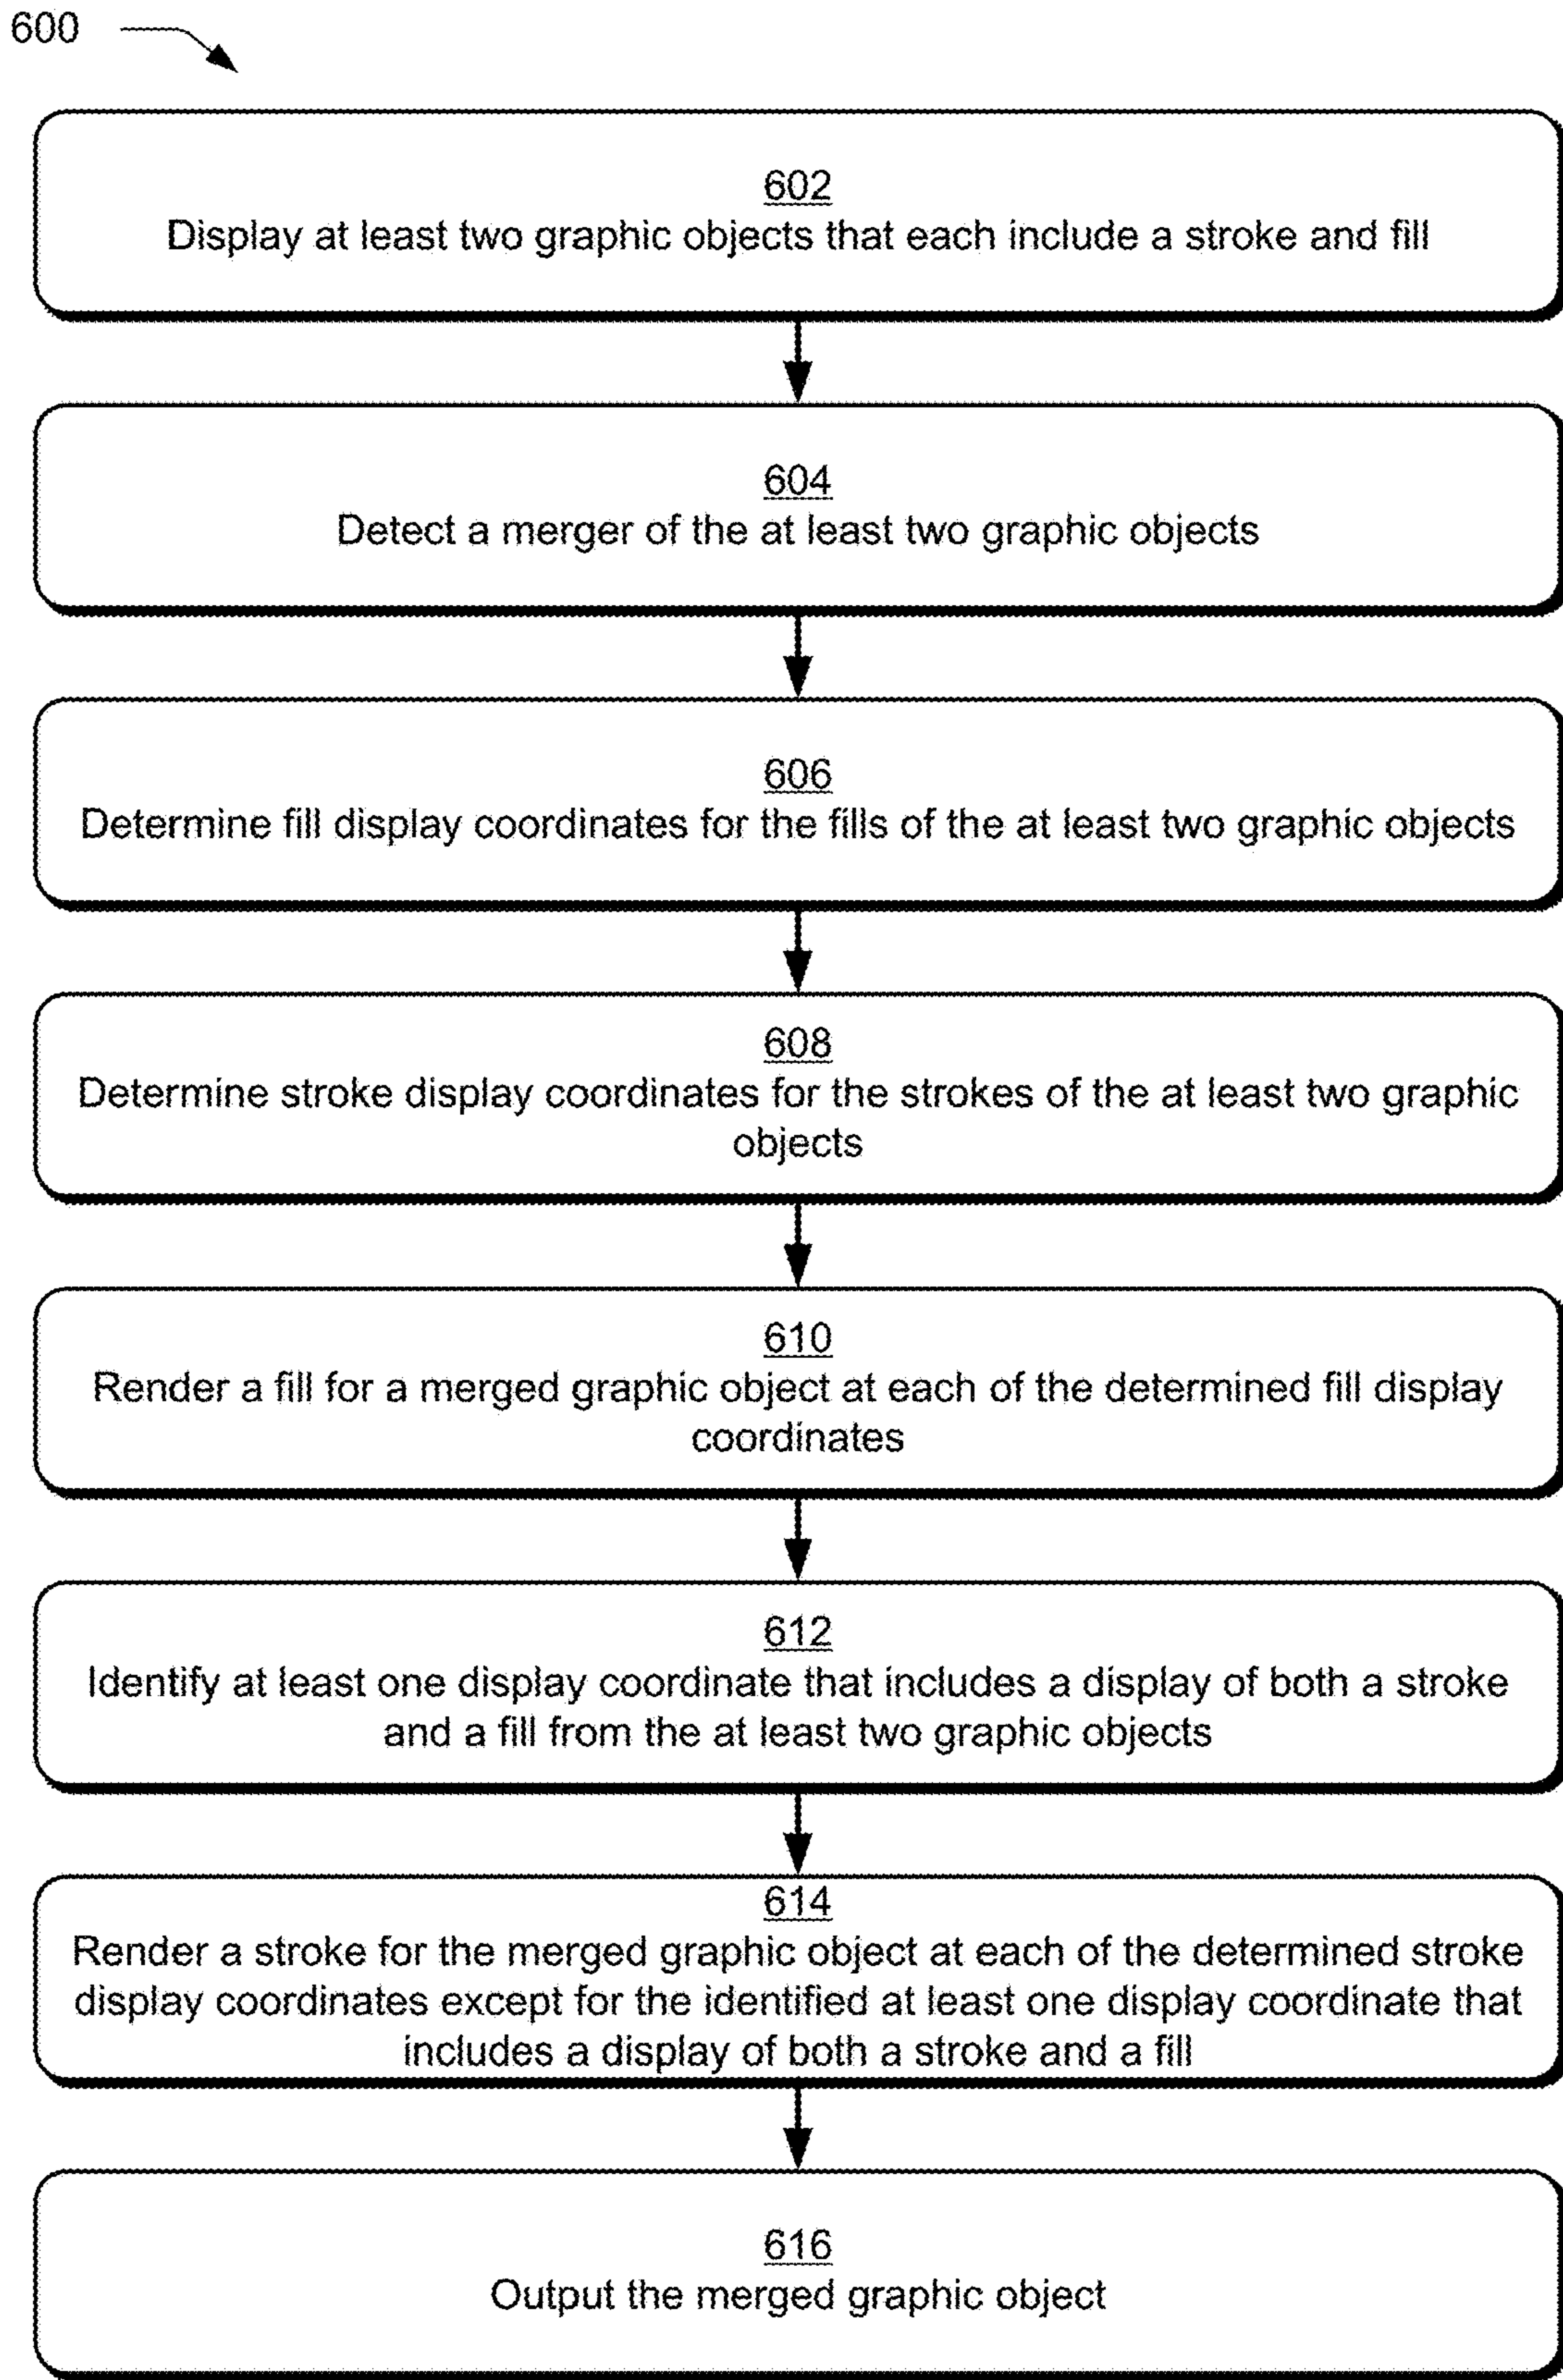 600
602
Display at least two graphic objects that each include a stroke and fill
604
Detect a merger of the at least two graphic objects
606
Determine fill display coordinates for the fills of the at least two graphic objects
608
Determine stroke display coordinates for the strokes of the at least two graphic
objects
610
Render a fill for a merged graphic object at each of the determined fill display
coordinates
612
Identify at least one display coordinate that includes a display of both a stroke
and a fill from the at least two graphic objects
614
Render a stroke for the merged graphic object at each of the determined stroke
display coordinates except for the identified at least one display coordinate that
includes a display of both a stroke and a fill
616
Output the merged graphic object